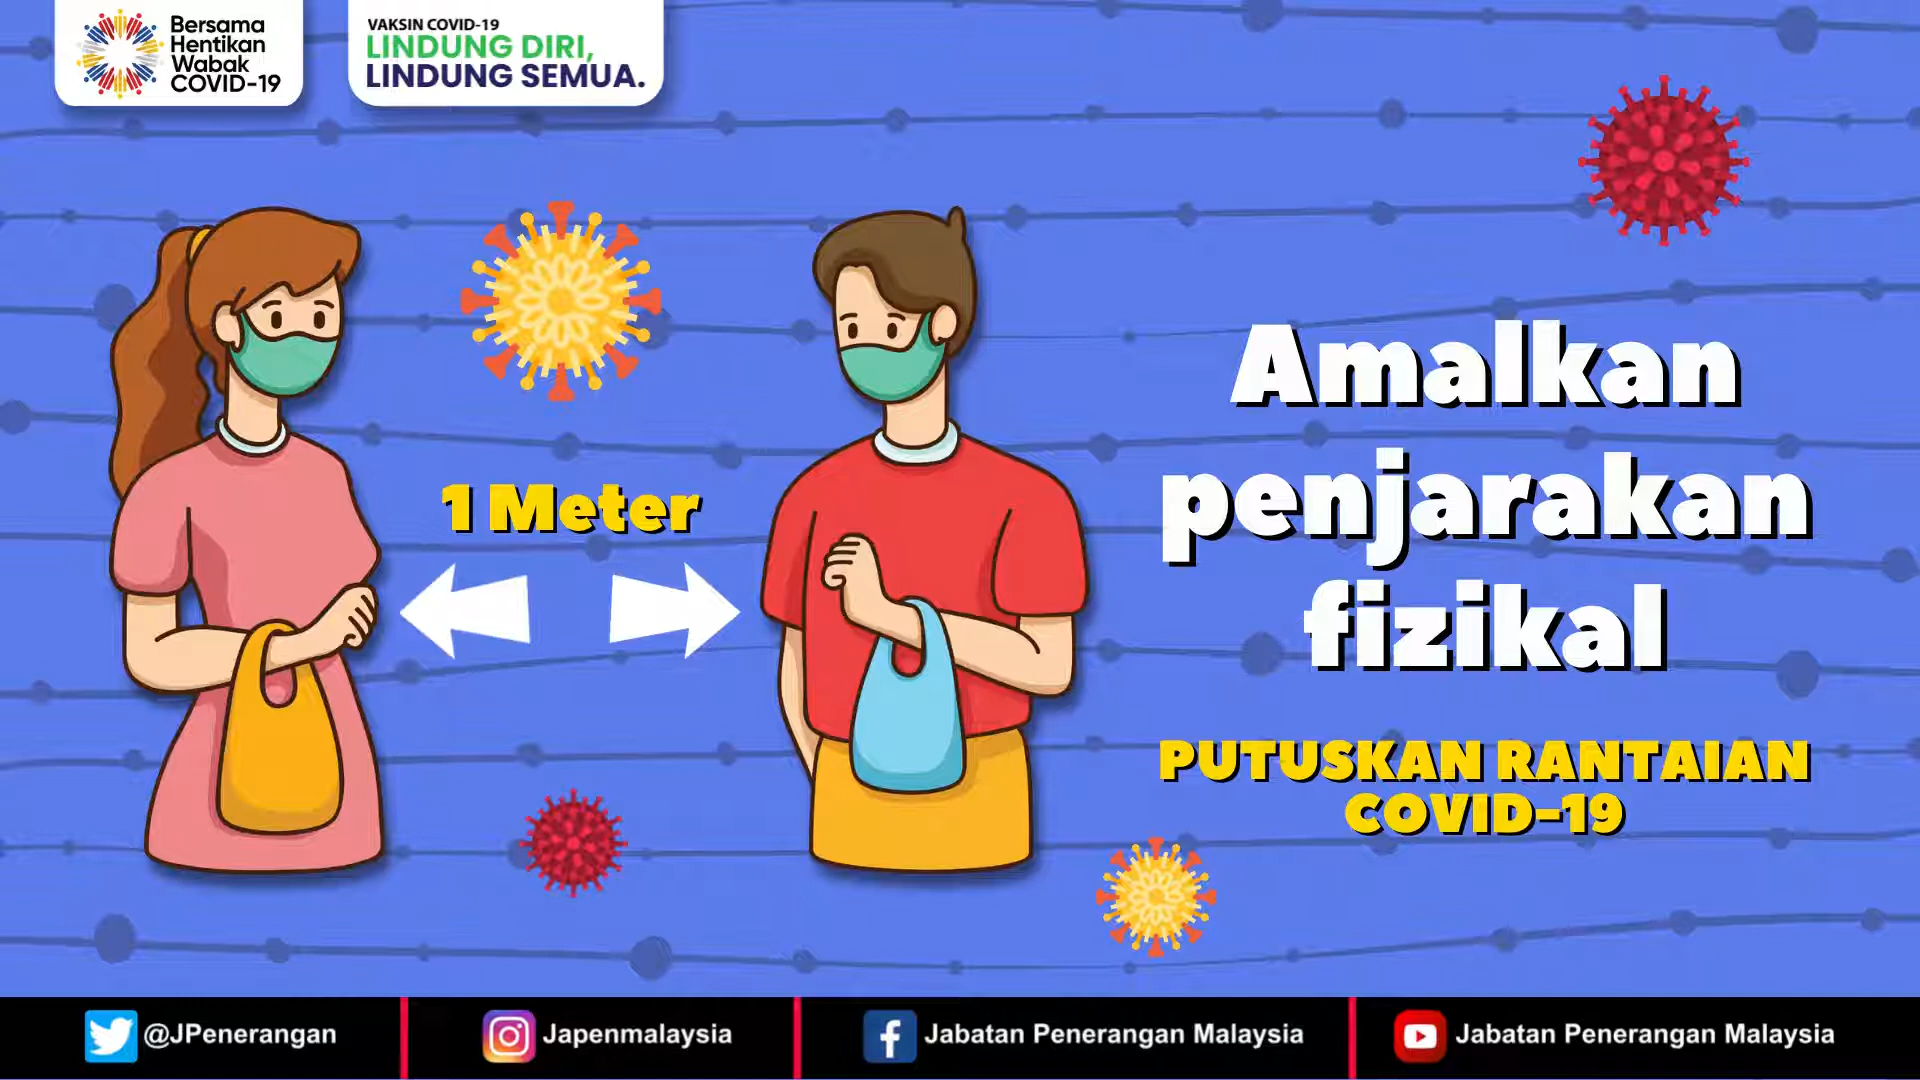 Bersama
Hentikan
Wabak
COVID-19
VAKSIN COVID-19
LINDUNG DIRI,
LINDUNG SEMUA.
1 Meter
Amalkan
penjarakan
fizikal
PUTUSKAN RANTAIAN
COVID-19
@JPenerangan
Japenmalaysia
Jabatan Penerangan Malaysia
Jabatan Penerangan Malaysia